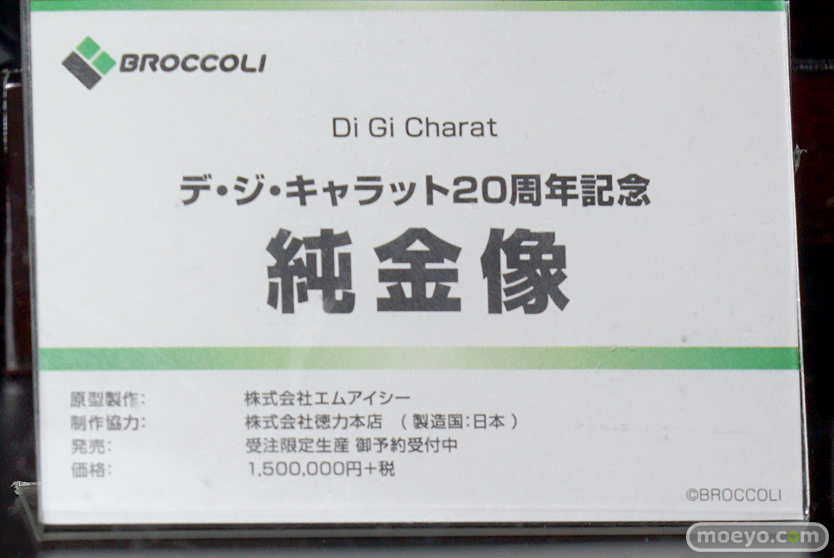 BROCCOLI
Di Gi Charat
デ・ジ・キャラット20周年記念
純金像
原型製作: 株式会社エムアイシー
制作協力: 株式会社徳力本店 (製造国:日本)
発売: 受注限定生産 御予約受付中
価格: 1,500,000円+税
©BROCCOLI
moeyo.com